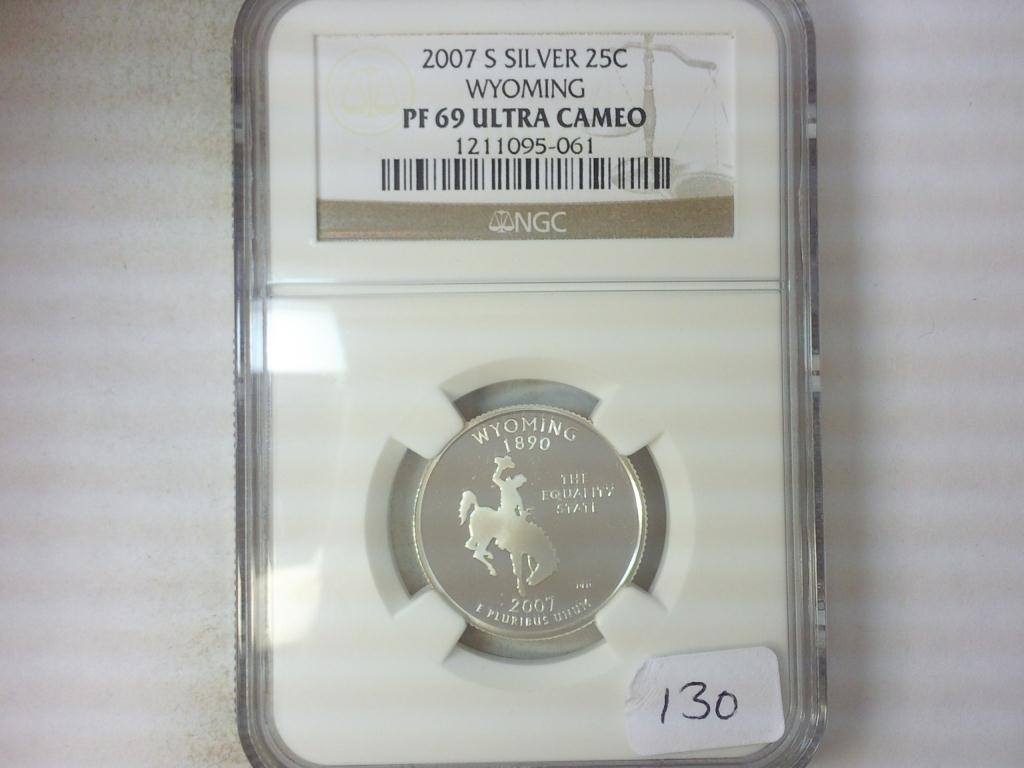 2007 S SILVER 25C
WYOMING
PF 69 ULTRA CAMEO
1211095-061
NGC
WYOMING
1890
THE
EQUALITY
STATE
2007
E PLURIBUS UNUM
130